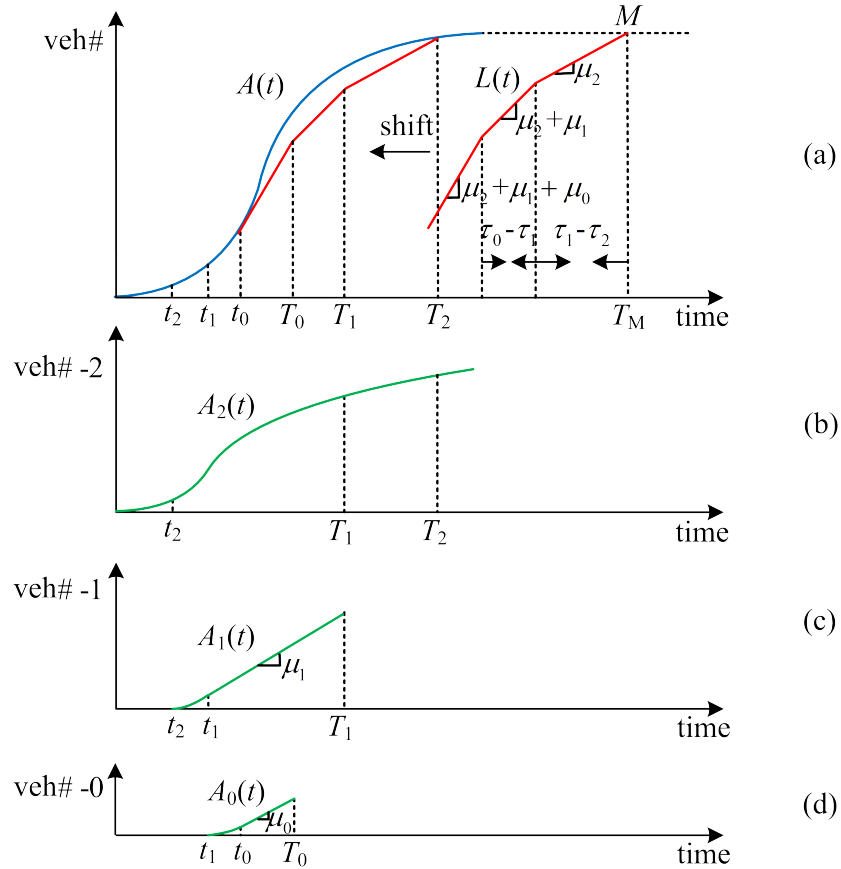 veh#
M
A(t)
L(t)
μ₂
shift
μ₂+μ₁
(a)
μ₂+μ₁+μ₀
τ₀-τ₁ τ₁-τ₂
t₂ t₁ t₀ T₀ T₁ T₂ T_M time
veh# -2
A₂(t)
(b)
t₂ T₁ T₂ time
veh# -1
A₁(t)
(c)
μ₁
t₂ t₁ T₁ time
veh# -0
A₀(t)
(d)
μ₀
t₁ t₀ T₀ time